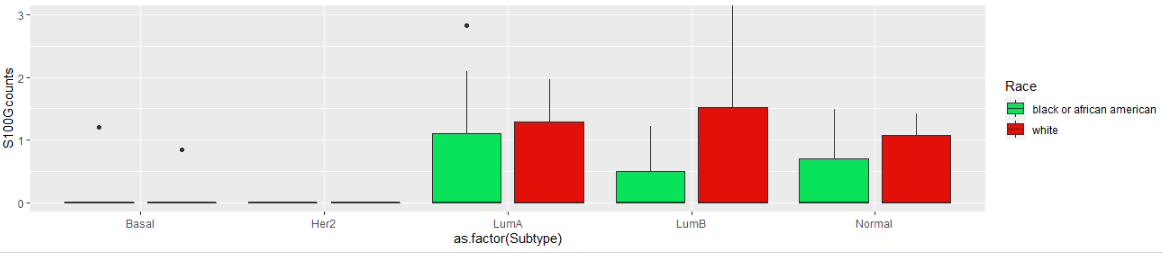 3
2
1
0
S100Gcounts
Basal
Her2
LumA
LumB
Normal
as.factor(Subtype)
Race
black or african american
white